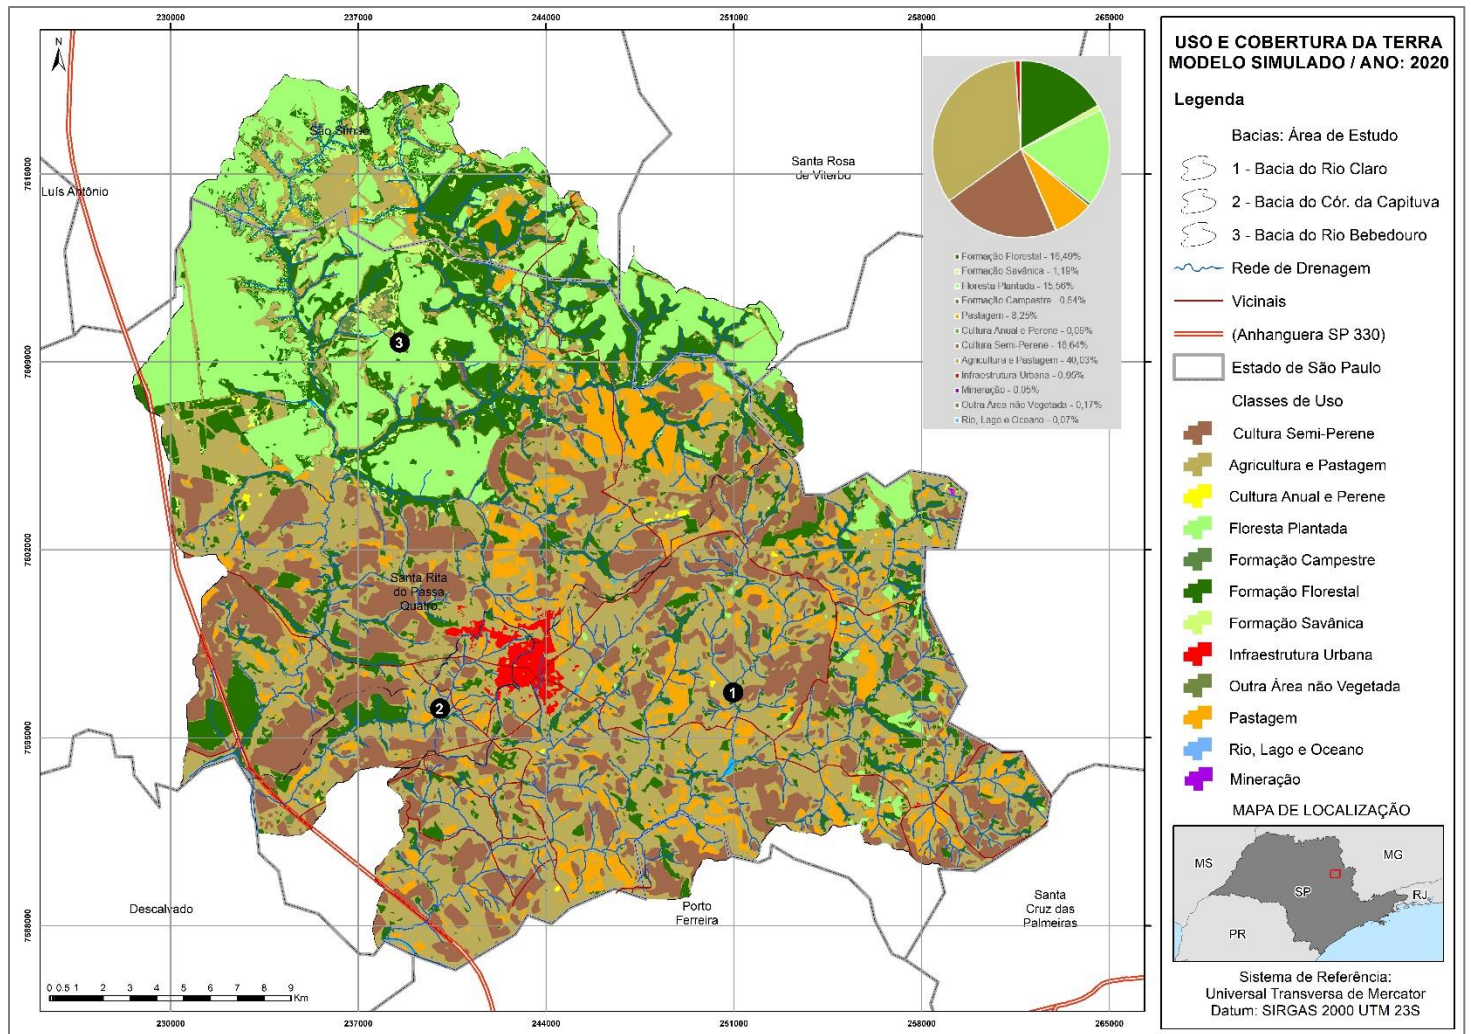 230000
237000
244000
251000
258000
265000
N
7616000
7609000
7602000
7595000
7588000
São Simão
Luís Antônio
Santa Rosa
de Viterbo
3
Santa Rita
do Passa
Quatro
1
2
Descalvado
Porto
Ferreira
Santa
Cruz das
Palmeiras
0 0.5 1 2 3 4 5 6 7 8 9
Km
230000
237000
244000
251000
258000
265000
Formação Florestal - 16,49%
Formação Savânica - 1,19%
Floresta Plantada - 15,56%
Formação Campestre - 0,54%
Pastagem - 8,25%
Cultura Anual e Perene - 0,09%
Cultura Semi-Perene - 16,64%
Agricultura e Pastagem - 40,03%
Infraestrutura Urbana - 0,95%
Mineração - 0,05%
Outra Área não Vegetada - 0,17%
Rio, Lago e Oceano - 0,07%
USO E COBERTURA DA TERRA
MODELO SIMULADO / ANO: 2020
Legenda
Bacias: Área de Estudo
1 - Bacia do Rio Claro
2 - Bacia do Cór. da Capituva
3 - Bacia do Rio Bebedouro
Rede de Drenagem
Vicinais
(Anhanguera SP 330)
Estado de São Paulo
Classes de Uso
Cultura Semi-Perene
Agricultura e Pastagem
Cultura Anual e Perene
Floresta Plantada
Formação Campestre
Formação Florestal
Formação Savânica
Infraestrutura Urbana
Outra Área não Vegetada
Pastagem
Rio, Lago e Oceano
Mineração
MAPA DE LOCALIZAÇÃO
MS
MG
SP
RJ
PR
Sistema de Referência:
Universal Transversa de Mercator
Datum: SIRGAS 2000 UTM 23S